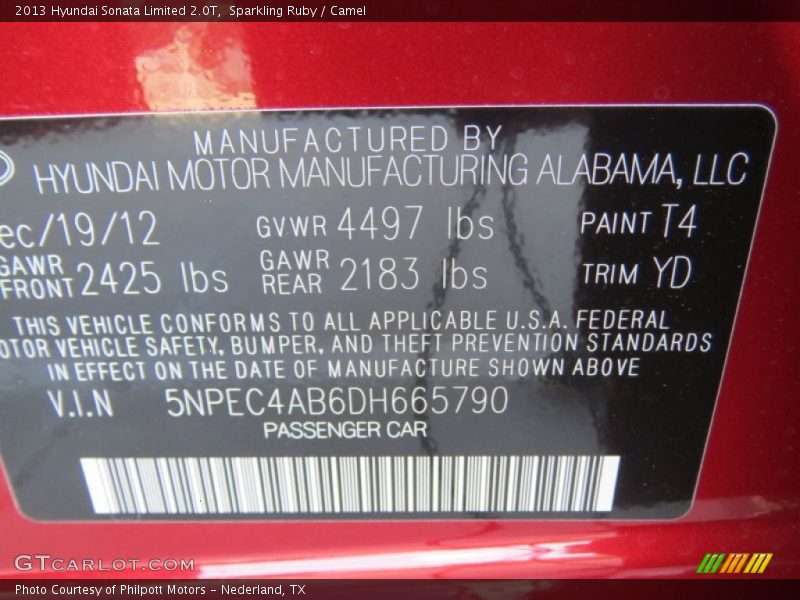 2013 Hyundai Sonata Limited 2.0T, Sparkling Ruby / Camel
MANUFACTURED BY
HYUNDAI MOTOR MANUFACTURING ALABAMA, LLC
ec/19/12 GVWR 4497 lbs PAINT T4
GAWR FRONT 2425 lbs GAWR REAR 2183 lbs TRIM YD
THIS VEHICLE CONFORMS TO ALL APPLICABLE U.S.A. FEDERAL
OTOR VEHICLE SAFETY, BUMPER, AND THEFT PREVENTION STANDARDS
IN EFFECT ON THE DATE OF MANUFACTURE SHOWN ABOVE
V.I.N 5NPEC4AB6DH665790
PASSENGER CAR
GTCARLOT.COM
Photo Courtesy of Philpott Motors - Nederland, TX